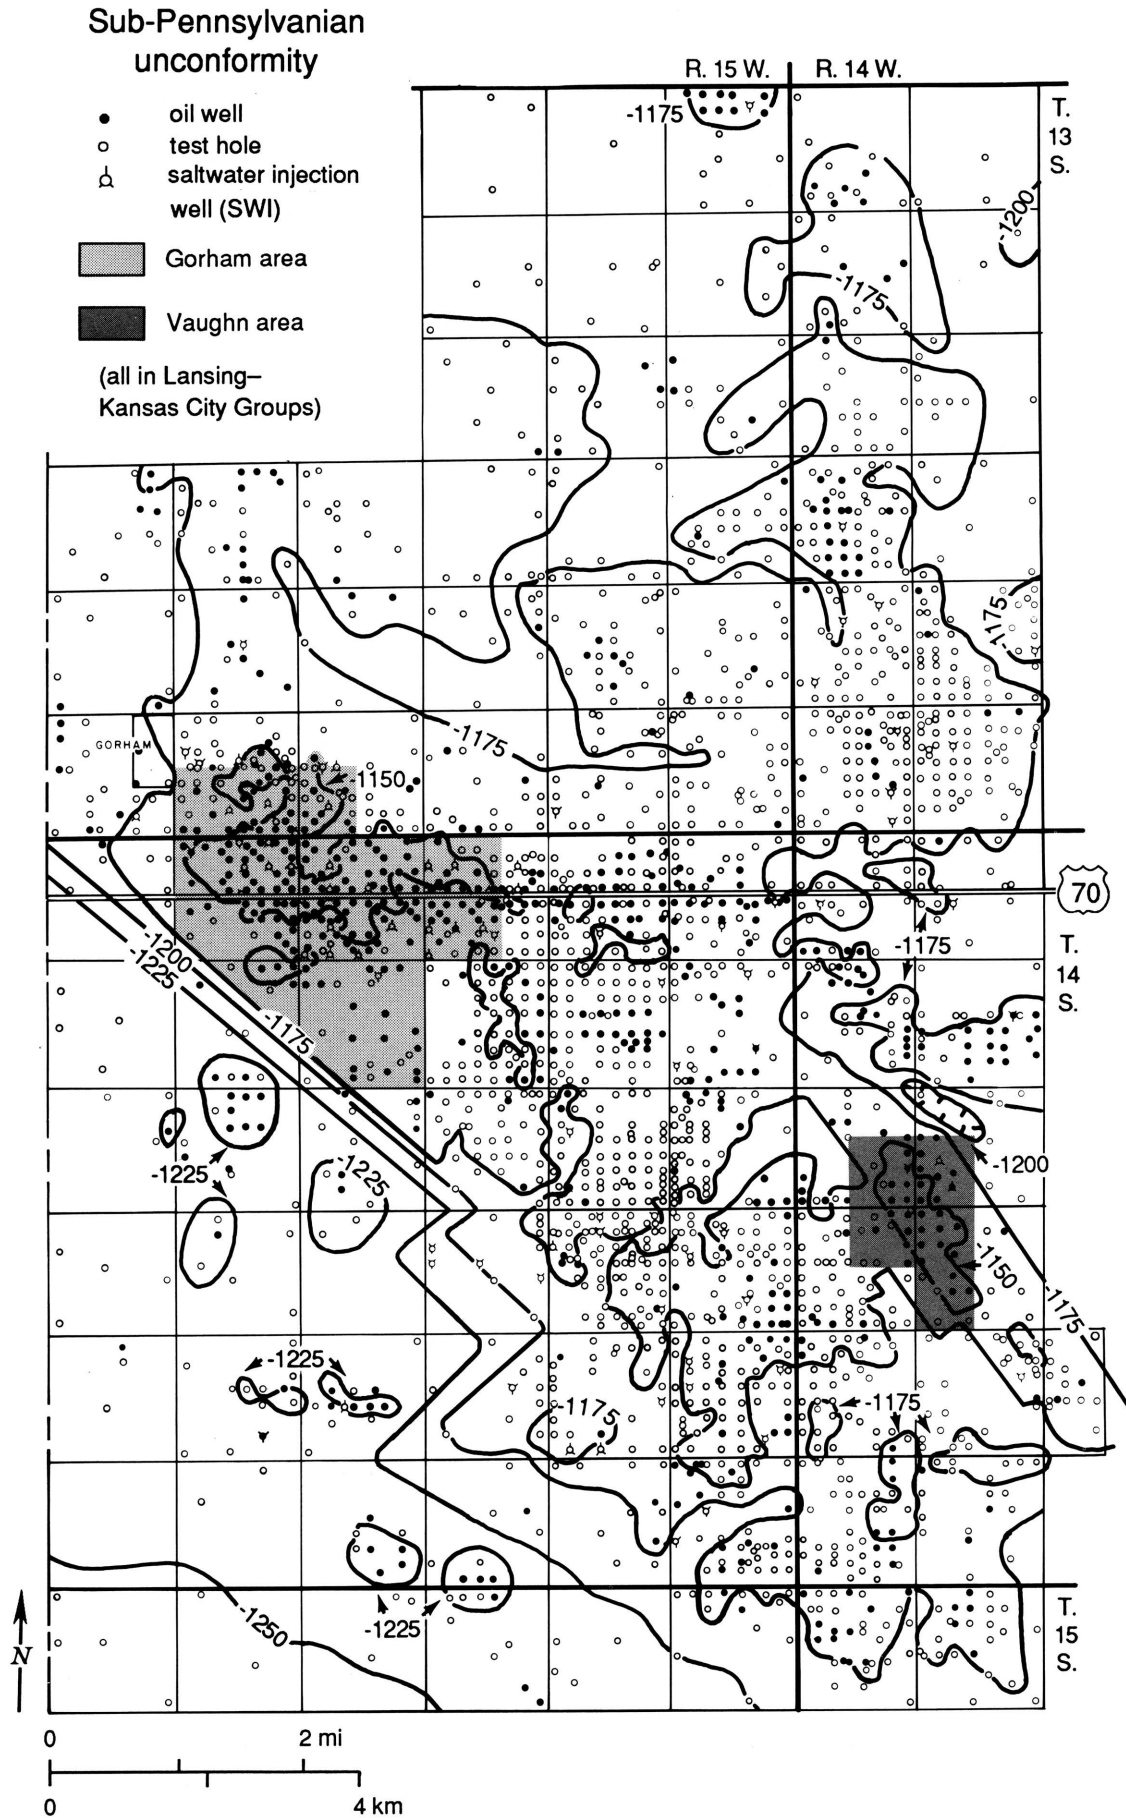 Sub-Pennsylvanian
unconformity
oil well
test hole
saltwater injection
well (SWI)
Gorham area
Vaughn area
(all in Lansing–
Kansas City Groups)
R. 15 W.
R. 14 W.
T.
13
S.
-1175
-1200
-1175
-1175
-1175
GORHAM
-1150
70
-1200
-1225
-1175
-1175
T.
14
S.
-1225
-1225
-1200
-1150
-1175
-1225
-1175
-1175
-1225
-1250
T.
15
S.
N
0
2 mi
0
4 km